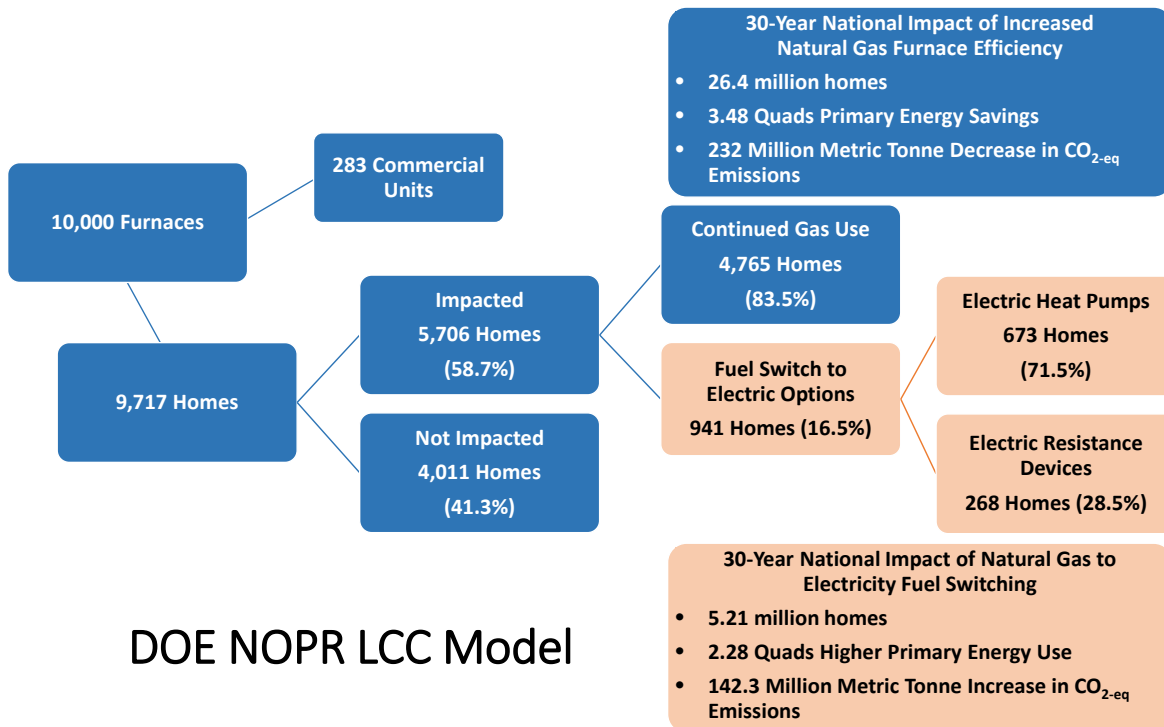 30-Year National Impact of Increased
Natural Gas Furnace Efficiency
• 26.4 million homes
• 3.48 Quads Primary Energy Savings
• 232 Million Metric Tonne Decrease in CO2-eq
Emissions
283 Commercial
Units
10,000 Furnaces
Continued Gas Use
4,765 Homes
(83.5%)
Impacted
5,706 Homes
(58.7%)
Electric Heat Pumps
673 Homes
(71.5%)
9,717 Homes
Fuel Switch to
Electric Options
941 Homes (16.5%)
Not Impacted
4,011 Homes
(41.3%)
Electric Resistance
Devices
268 Homes (28.5%)
30-Year National Impact of Natural Gas to
Electricity Fuel Switching
• 5.21 million homes
• 2.28 Quads Higher Primary Energy Use
• 142.3 Million Metric Tonne Increase in CO2-eq
Emissions
DOE NOPR LCC Model